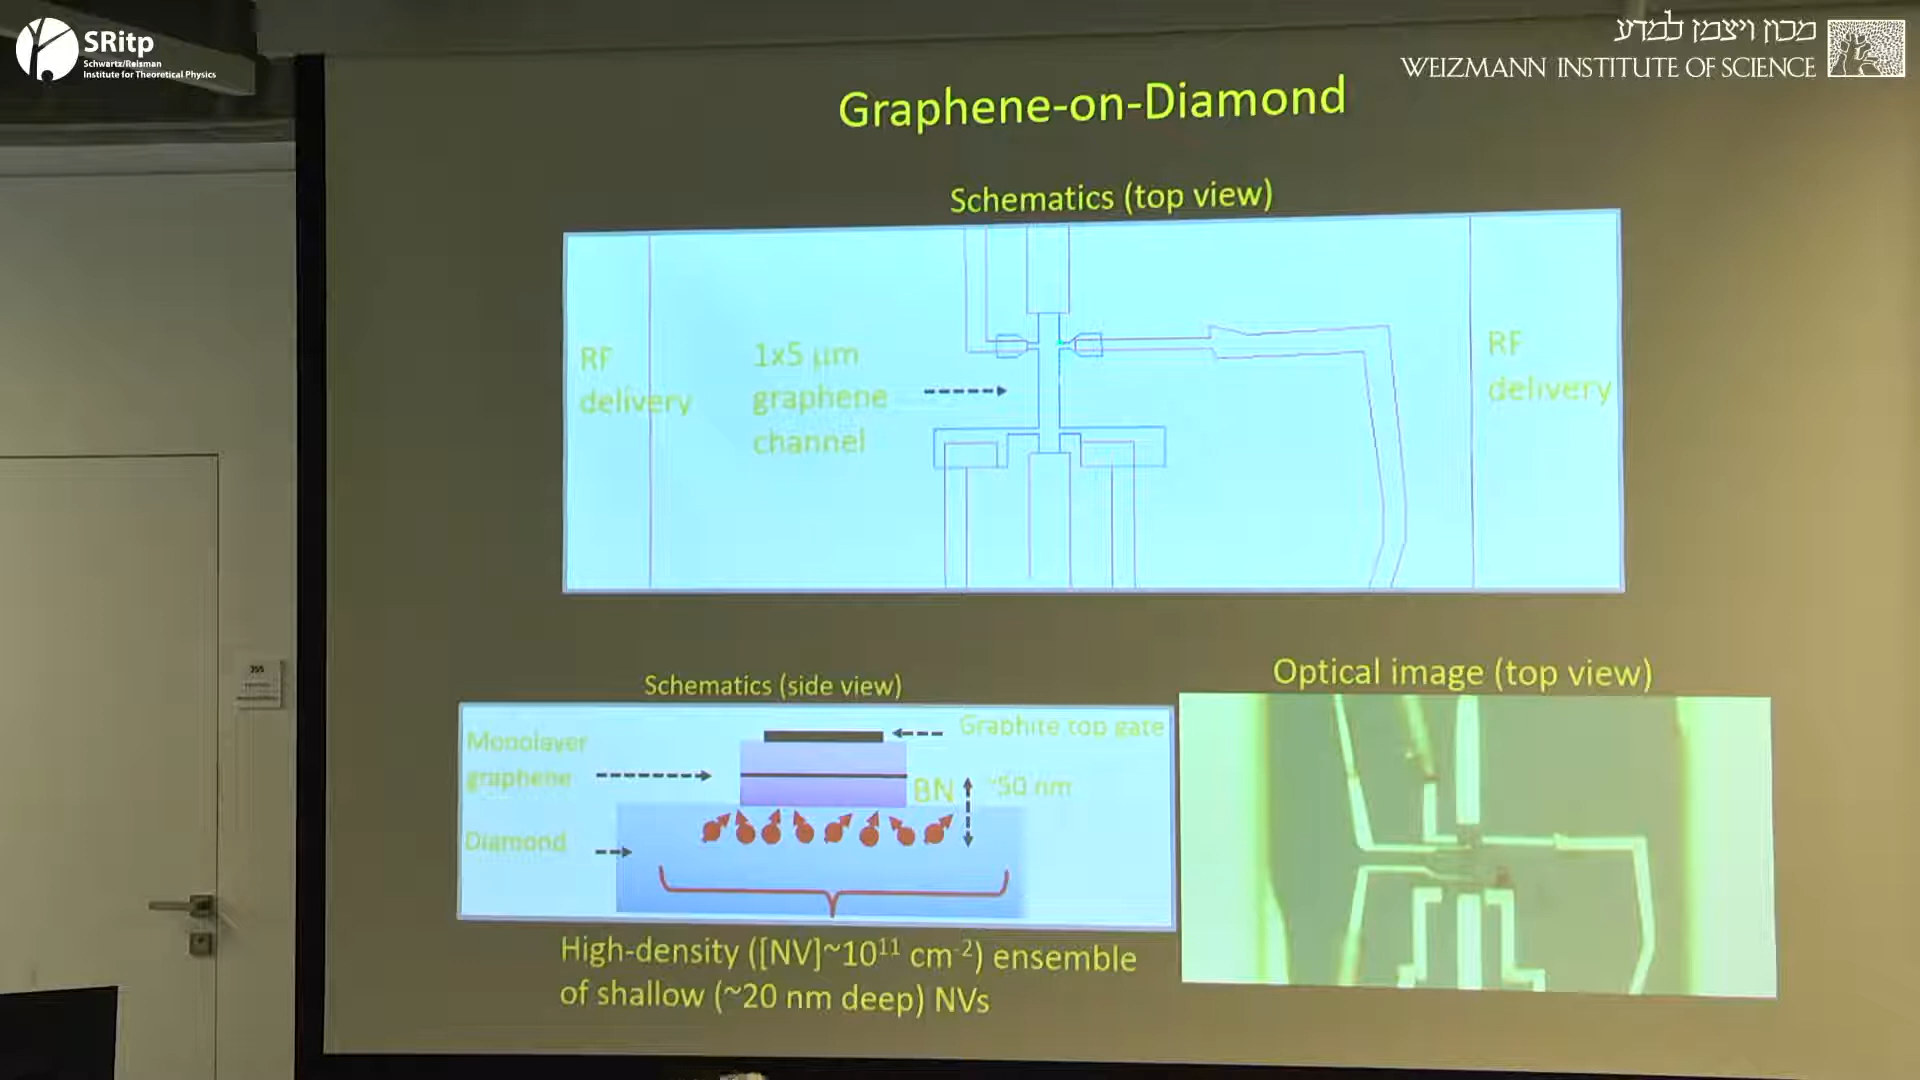 SRitp
Schwartz/Reisman
Institute for Theoretical Physics
מכון ויצמן למדע
WEIZMANN INSTITUTE OF SCIENCE
Graphene-on-Diamond
Schematics (top view)
RF
delivery
1x5 μm
graphene
channel
RF
delivery
Schematics (side view)
Monolayer
graphene
Diamond
Graphite top gate
BN
~50 nm
High-density ([NV]~10¹¹ cm⁻²) ensemble
of shallow (~20 nm deep) NVs
Optical image (top view)
355